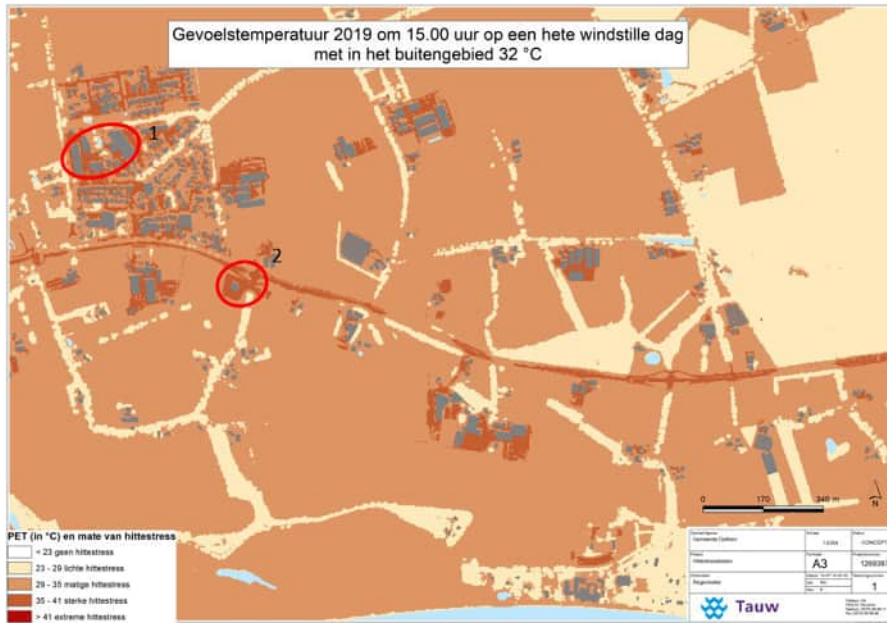 Gevoelstemperatuur 2019 om 15.00 uur op een hete windstille dag
met in het buitengebied 32 °C
1
2
0 170 340 m
N
PET (in °C) en mate van hittestress
< 23 geen hittestress
23 - 29 lichte hittestress
29 - 35 matige hittestress
35 - 41 sterke hittestress
> 41 extreme hittestress
A3
1
Tauw